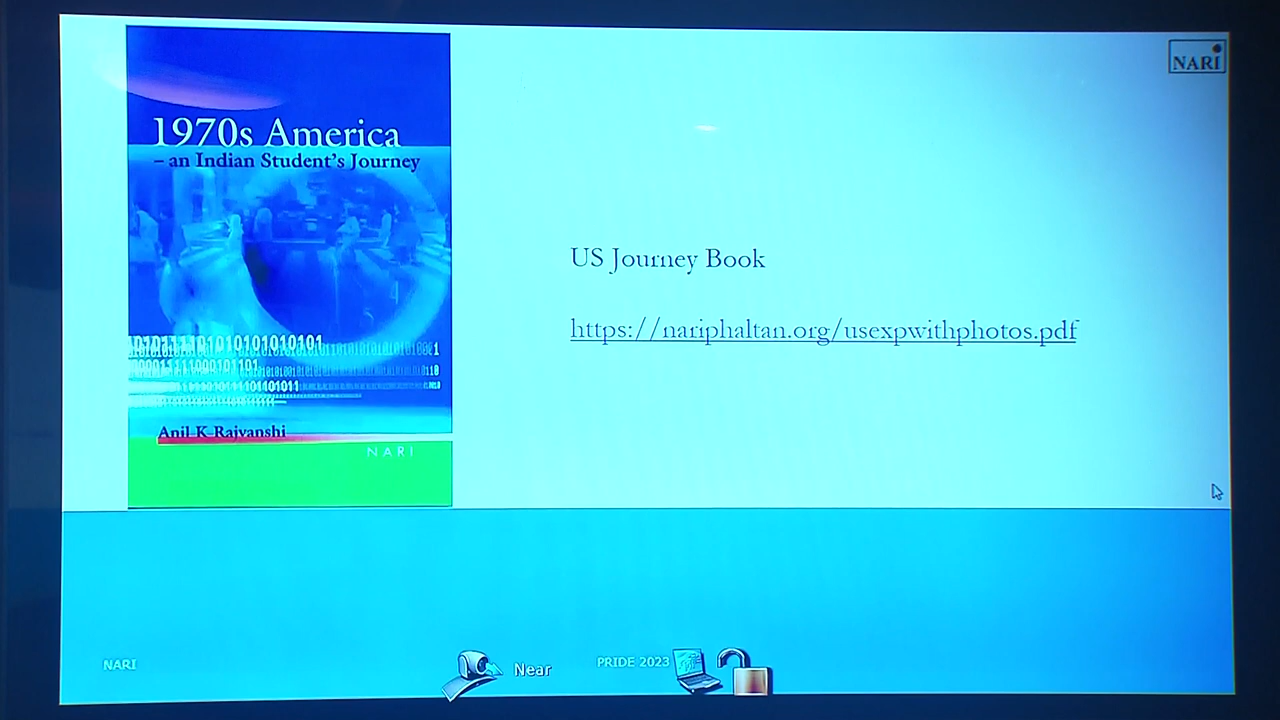 1970s America
– an Indian Student's Journey
Anil K Rajvanshi
NARI
NARI
US Journey Book
https://nariphaltan.org/usexpwithphotos.pdf
NARI
Near
PRIDE 2023